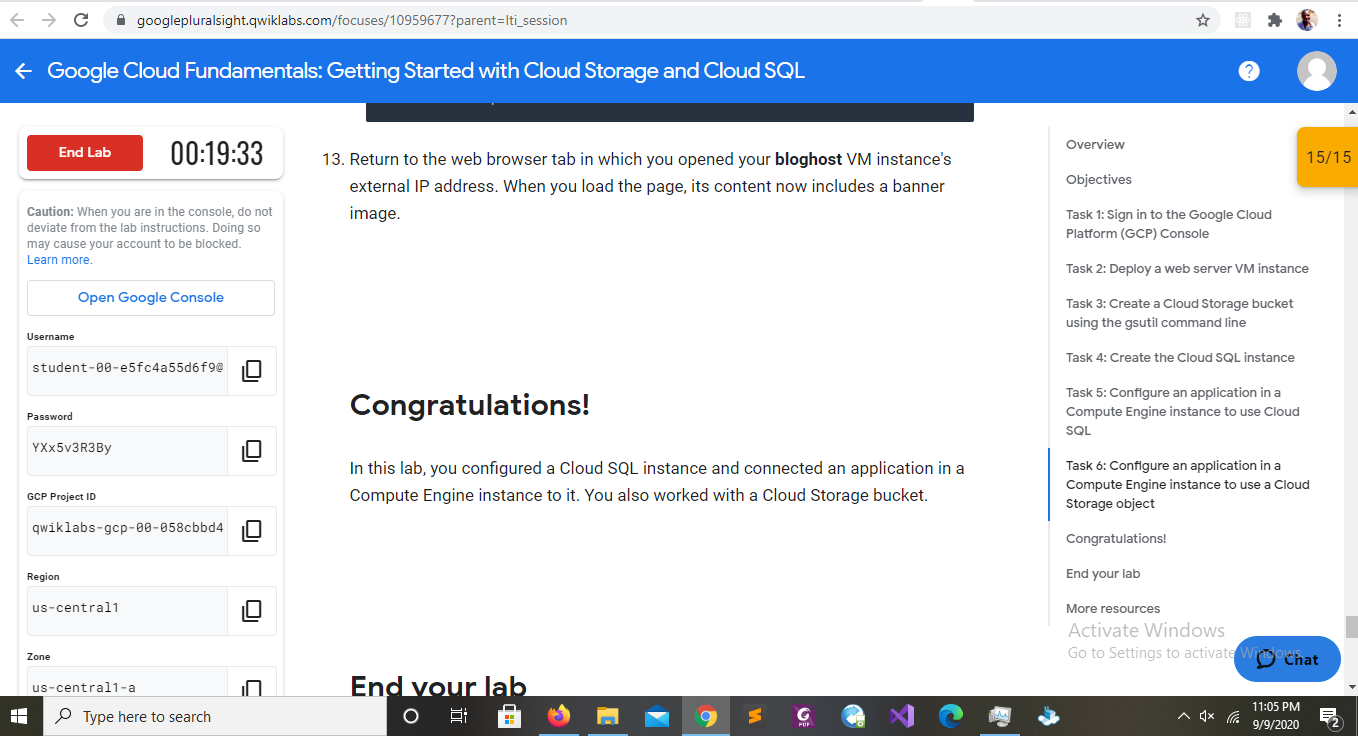 googlepluralsight.qwiklabs.com/focuses/10959677?parent=lti_session
Google Cloud Fundamentals: Getting Started with Cloud Storage and Cloud SQL
?
End Lab
00:19:33
Caution: When you are in the console, do not
deviate from the lab instructions. Doing so
may cause your account to be blocked.
Learn more.
Open Google Console
Username
student-00-e5fc4a55d6f9@
Password
YXx5v3R3By
GCP Project ID
qwiklabs-gcp-00-058cbbd4
Region
us-central1
Zone
us-central1-a
13. Return to the web browser tab in which you opened your bloghost VM instance's
external IP address. When you load the page, its content now includes a banner
image.
Congratulations!
In this lab, you configured a Cloud SQL instance and connected an application in a
Compute Engine instance to it. You also worked with a Cloud Storage bucket.
End your lab
Overview
Objectives
Task 1: Sign in to the Google Cloud
Platform (GCP) Console
Task 2: Deploy a web server VM instance
Task 3: Create a Cloud Storage bucket
using the gsutil command line
Task 4: Create the Cloud SQL instance
Task 5: Configure an application in a
Compute Engine instance to use Cloud
SQL
Task 6: Configure an application in a
Compute Engine instance to use a Cloud
Storage object
Congratulations!
End your lab
More resources
15/15
Activate Windows
Go to Settings to activate Windows.
Chat
Type here to search
PDF
11:05 PM
9/9/2020
2